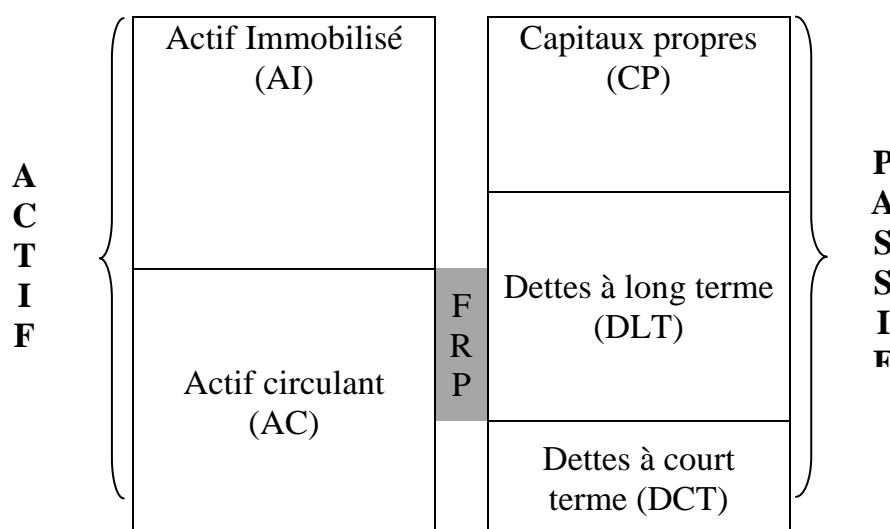 A
C
T
I
F
Actif Immobilisé
(AI)
Actif circulant
(AC)
F
R
P
Capitaux propres
(CP)
Dettes à long terme
(DLT)
Dettes à court
terme (DCT)
P
A
S
S
I
F